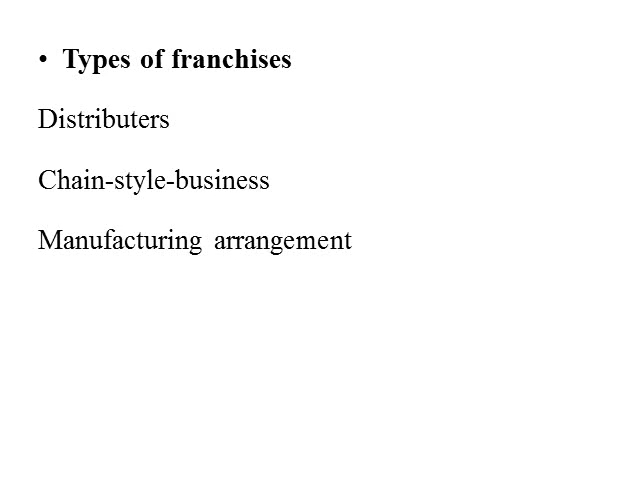 • Types of franchises
Distributers
Chain-style-business
Manufacturing arrangement